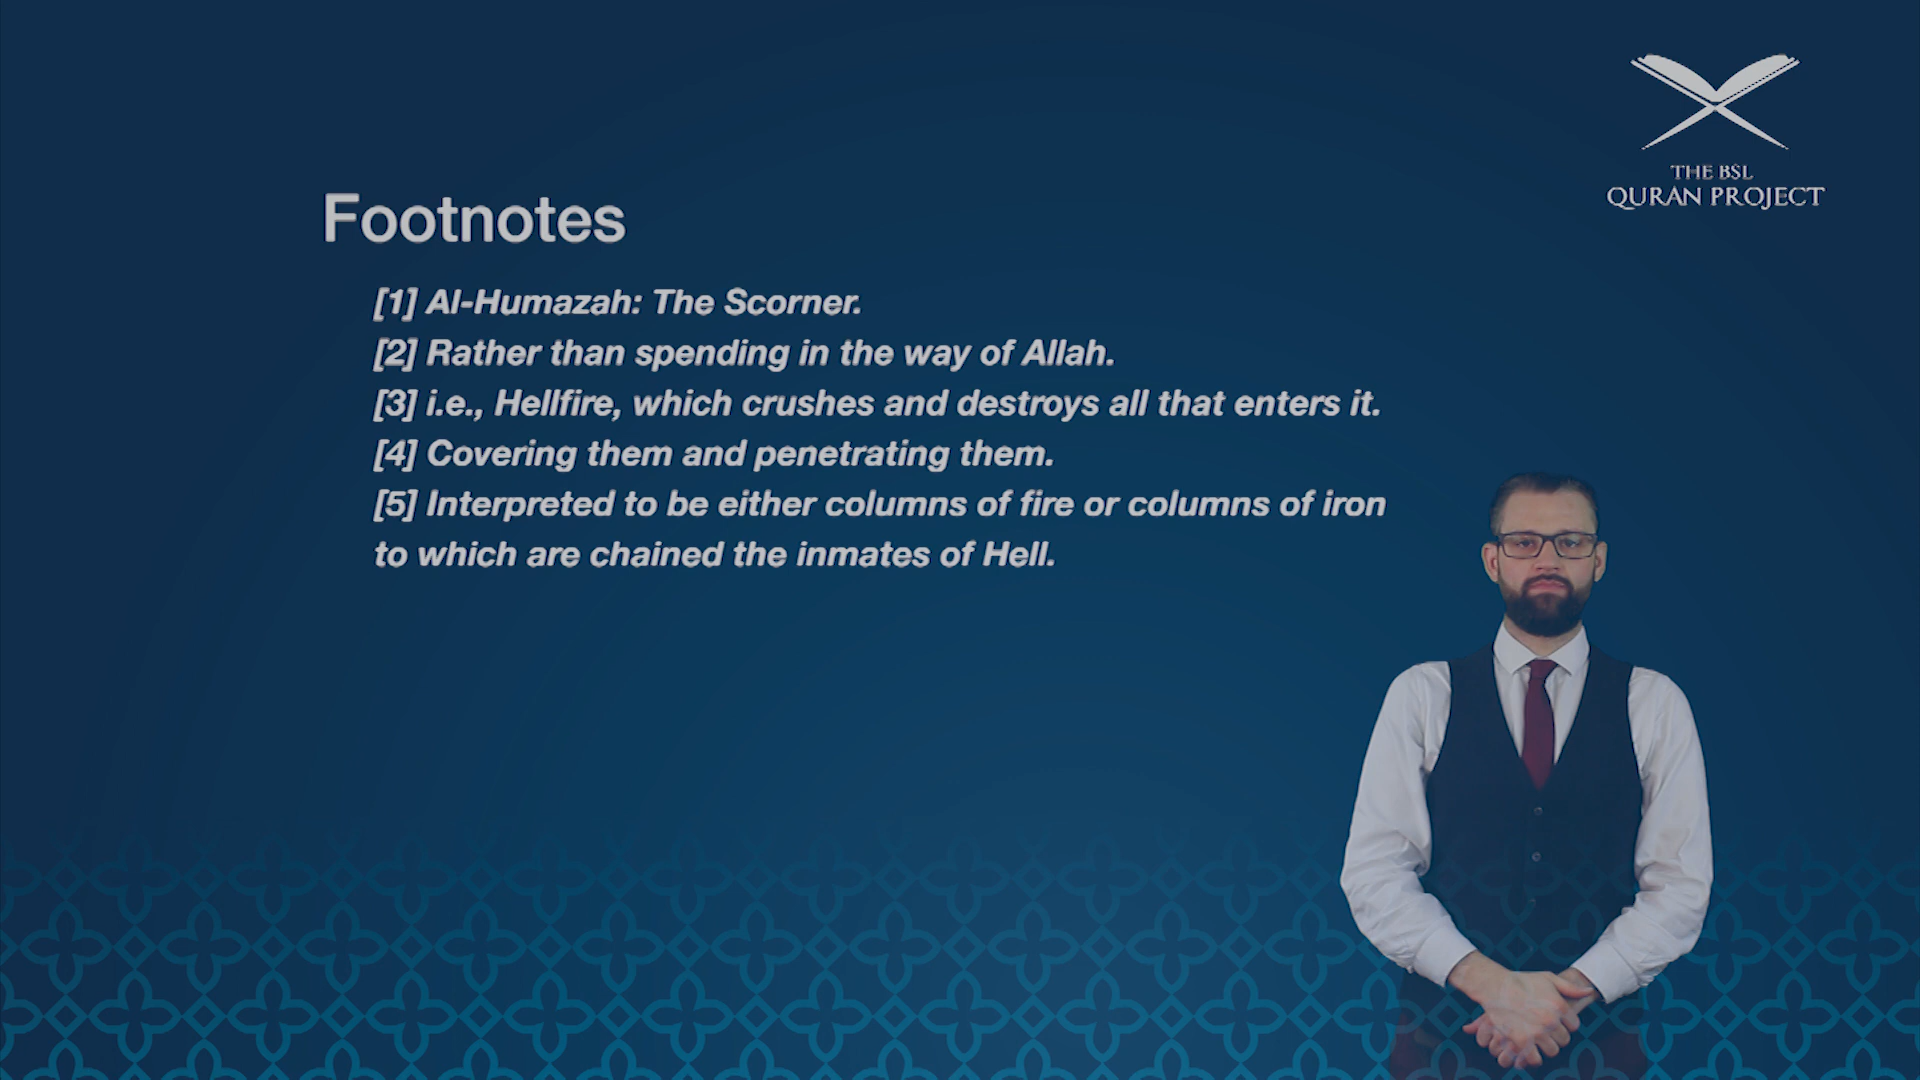 THE BSL
QURAN PROJECT
Footnotes
[1] Al-Humazah: The Scorner.
[2] Rather than spending in the way of Allah.
[3] i.e., Hellfire, which crushes and destroys all that enters it.
[4] Covering them and penetrating them.
[5] Interpreted to be either columns of fire or columns of iron
to which are chained the inmates of Hell.